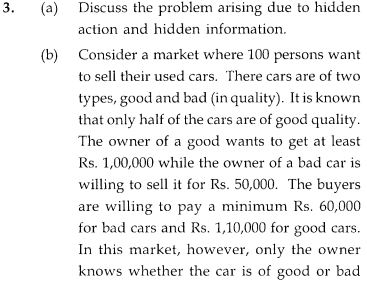 3. (a) Discuss the problem arising due to hidden
action and hidden information.
(b) Consider a market where 100 persons want
to sell their used cars. There cars are of two
types, good and bad (in quality). It is known
that only half of the cars are of good quality.
The owner of a good wants to get at least
Rs. 1,00,000 while the owner of a bad car is
willing to sell it for Rs. 50,000. The buyers
are willing to pay a minimum Rs. 60,000
for bad cars and Rs. 1,10,000 for good cars.
In this market, however, only the owner
knows whether the car is of good or bad